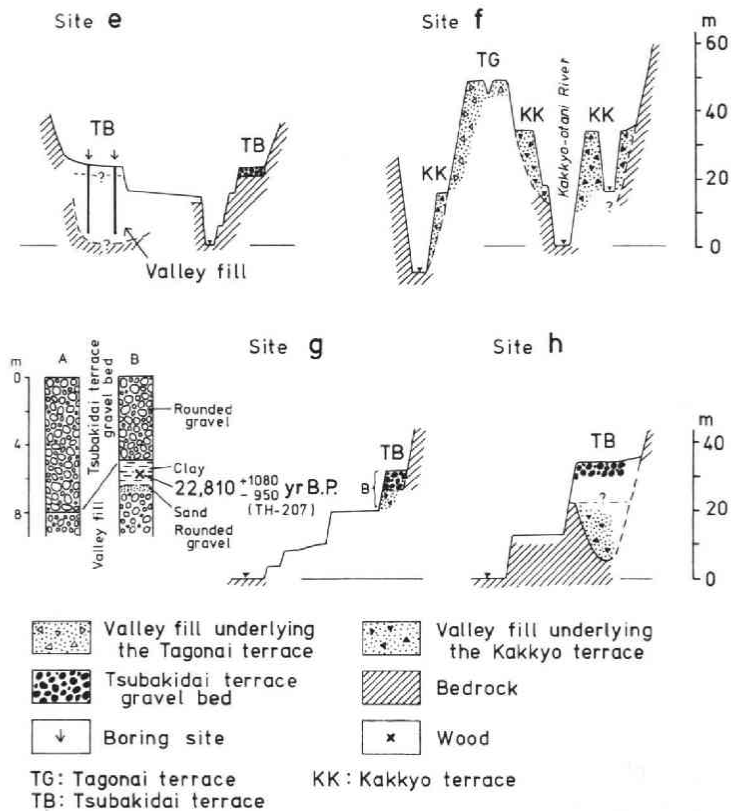 Site e
TB
TB
?
?
Valley fill
Site f
TG
KK
KK
KK
Kakkyo-otani River
?
m
60
40
20
0
m
0
4
8
A
B
Tsubakidai terrace
gravel bed
Valley fill
Rounded
gravel
Clay
22,810 +1080 -950 yr B.P.
(TH-207)
Sand
Rounded
gravel
Site g
TB
B
Site h
TB
?
m
40
20
0
Valley fill underlying
the Tagonai terrace
Valley fill underlying
the Kakkyo terrace
Tsubakidai terrace
gravel bed
Bedrock
Boring site
Wood
TG: Tagonai terrace
KK: Kakkyo terrace
TB: Tsubakidai terrace